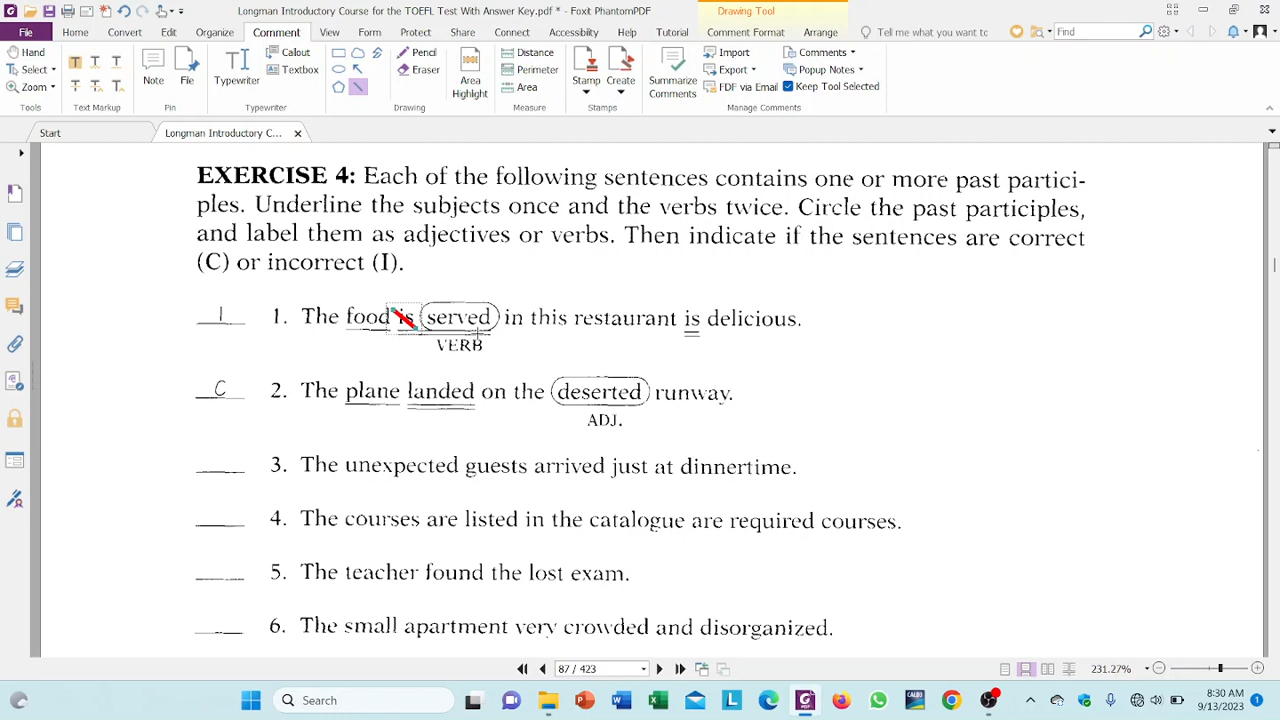 Longman Introductory Course for the TOEFL Test With Answer Key.pdf * - Foxit PhantomPDF
Drawing Tool
File Home Convert Edit Organize Comment View Form Protect Share Connect Accessibility Help Tutorial Comment Format Arrange Tell me what you want to Find
Hand
Select
Zoom
Tools
Text Markup
Note
File
Pin
Typewriter
Callout
Textbox
Typewriter
Pencil
Eraser
Drawing
Area
Highlight
Distance
Perimeter
Area
Measure
Stamp
Create
Stamps
Summarize
Comments
Import
Export
FDF via Email
Comments
Popup Notes
Keep Tool Selected
Manage Comments
Start
Longman Introductory C...
EXERCISE 4: Each of the following sentences contains one or more past partici-
ples. Underline the subjects once and the verbs twice. Circle the past participles,
and label them as adjectives or verbs. Then indicate if the sentences are correct
(C) or incorrect (I).
I 1. The food is served in this restaurant is delicious.
VERB
C 2. The plane landed on the deserted runway.
ADJ.
3. The unexpected guests arrived just at dinnertime.
4. The courses are listed in the catalogue are required courses.
5. The teacher found the lost exam.
6. The small apartment very crowded and disorganized.
87 / 423
231.27%
Search
8:30 AM
9/13/2023